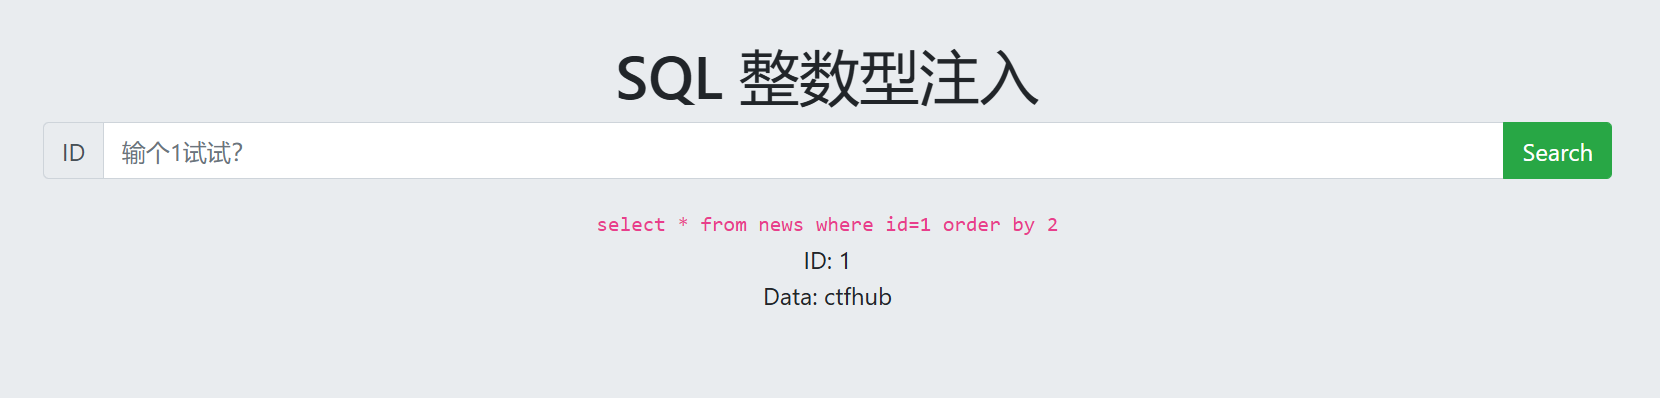 SQL 整数型注入
ID 输个1试试? Search
select * from news where id=1 order by 2
ID: 1
Data: ctfhub